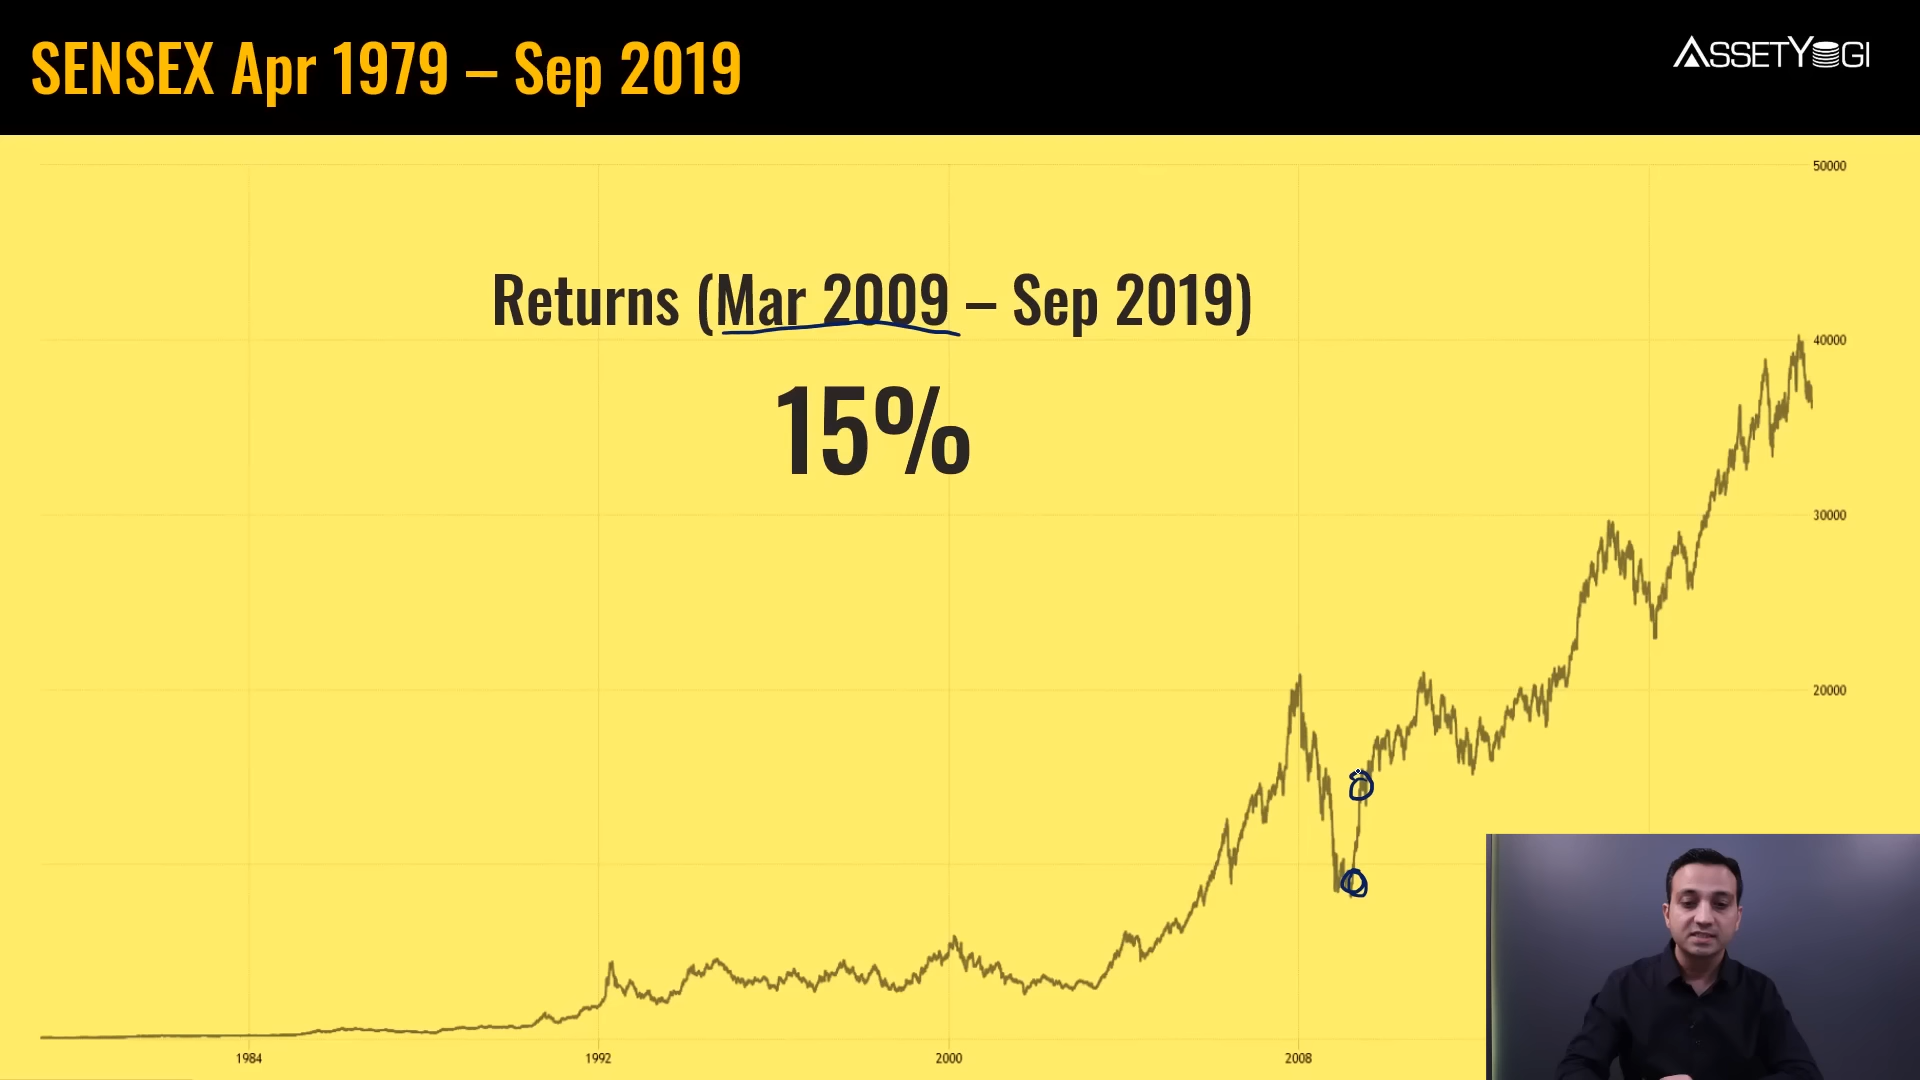 SENSEX Apr 1979 – Sep 2019
ASSETYOGI
50000
Returns (Mar 2009 – Sep 2019)
40000
15%
30000
20000
1984 1992 2000 2008